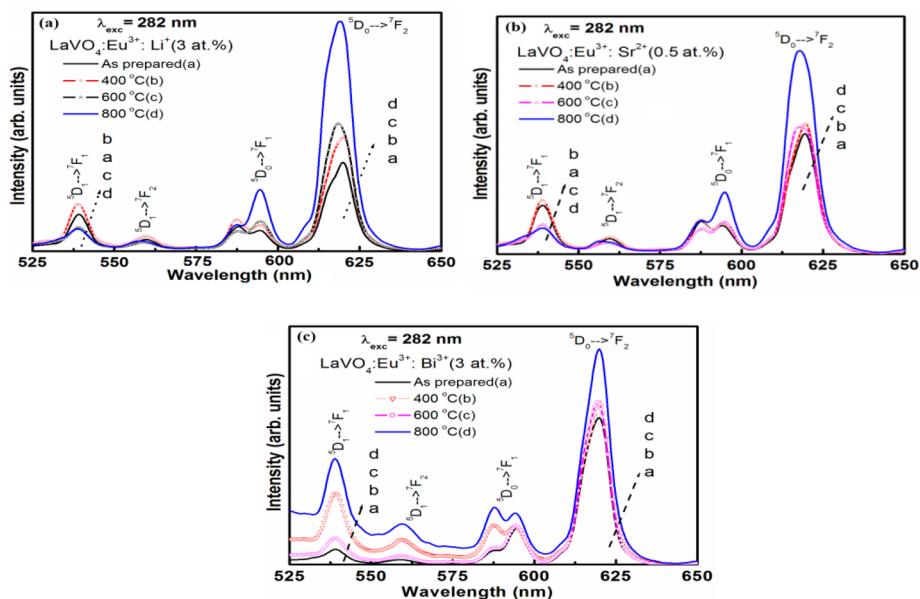 (a)
λexc = 282 nm
LaVO4:Eu3+: Li+(3 at.%)
As prepared(a)
400 °C(b)
600 °C(c)
800 °C(d)
5D0-->7F2
d
c
b
a
b
a
c
d
5D1-->7F1
5D1-->7F2
5D0-->7F1
Intensity (arb. units)
525 550 575 600 625 650
Wavelength (nm)
(b)
λexc = 282 nm
LaVO4:Eu3+: Sr2+(0.5 at.%)
As prepared(a)
400 °C(b)
600 °C(c)
800 °C(d)
5D0-->7F2
d
c
b
a
b
a
c
d
5D1-->7F1
5D1-->7F2
5D0-->7F1
Intensity (arb. units)
525 550 575 600 625 650
Wavelength (nm)
(c)
λexc = 282 nm
LaVO4:Eu3+: Bi3+(3 at.%)
As prepared(a)
400 °C(b)
600 °C(c)
800 °C(d)
5D0-->7F2
d
c
b
a
d
c
b
a
5D1-->7F1
5D1-->7F2
5D0-->7F1
Intensity (arb. units)
525 550 575 600 625 650
Wavelength (nm)